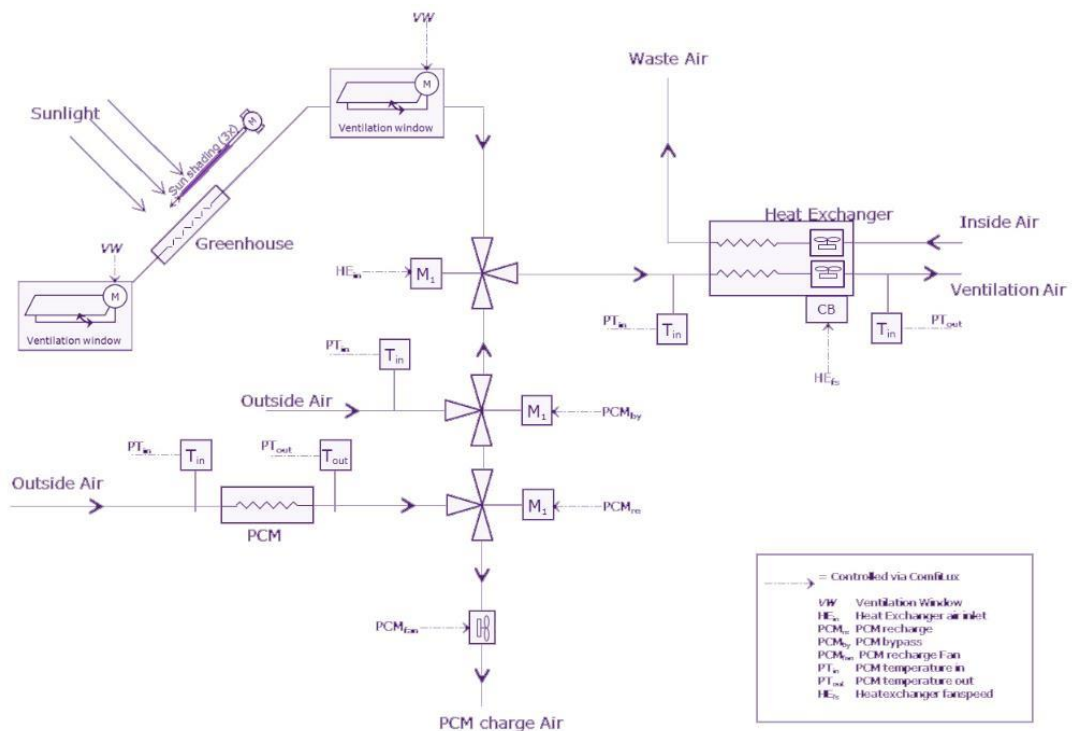 VW
M
Ventilation window
Waste Air
Sunlight
M
Sun shading (3x)
Greenhouse
VW
M
Ventilation window
Heat Exchanger
Inside Air
Ventilation Air
HEin
M1
PTin
Tin
CB
Tin
PTout
HEfs
PTin
Tin
Outside Air
M1
PCMby
PTin
Tin
PTout
Tout
Outside Air
PCM
M1
PCMre
PCMfan
PCM charge Air
= Controlled via ComfiLux
VW Ventilation Window
HEin Heat Exchanger air inlet
PCMre PCM recharge
PCMby PCM bypass
PCMfan PCM recharge Fan
PTin PCM temperature in
PTout PCM temperature out
HEfs Heatexchanger fanspeed